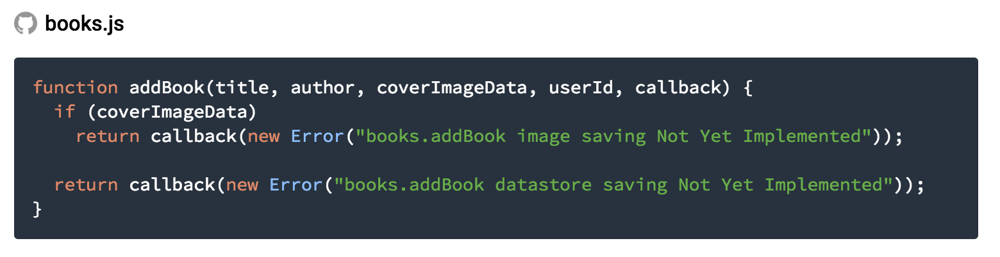 books.js
function addBook(title, author, coverImageData, userId, callback) {
  if (coverImageData)
    return callback(new Error("books.addBook image saving Not Yet Implemented"));

  return callback(new Error("books.addBook datastore saving Not Yet Implemented"));
}